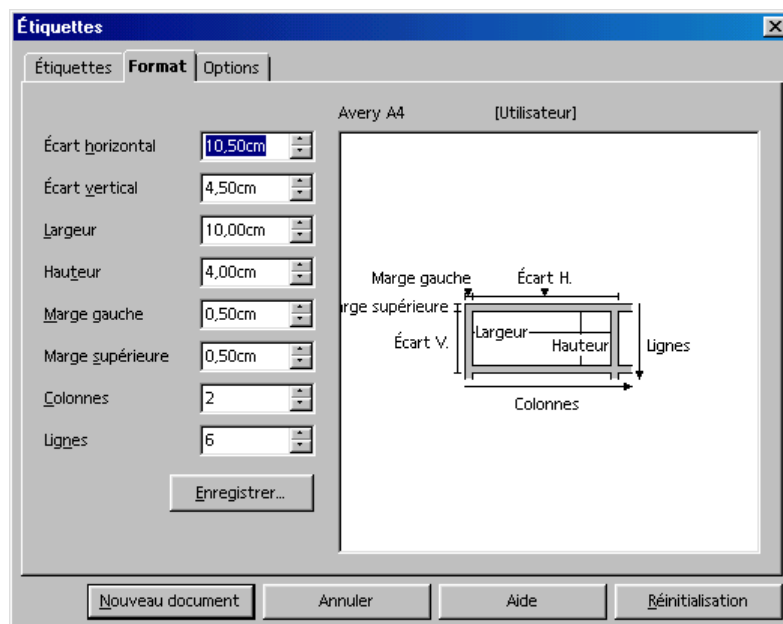 Étiquettes
Étiquettes Format Options
Avery A4 [Utilisateur]
Écart horizontal 10,50cm
Écart vertical 4,50cm
Largeur 10,00cm
Hauteur 4,00cm
Marge gauche 0,50cm
Marge supérieure 0,50cm
Colonnes 2
Lignes 6
Enregistrer...
Marge gauche Écart H.
rge supérieure
Écart V. Largeur Hauteur Lignes
Colonnes
Nouveau document Annuler Aide Réinitialisation